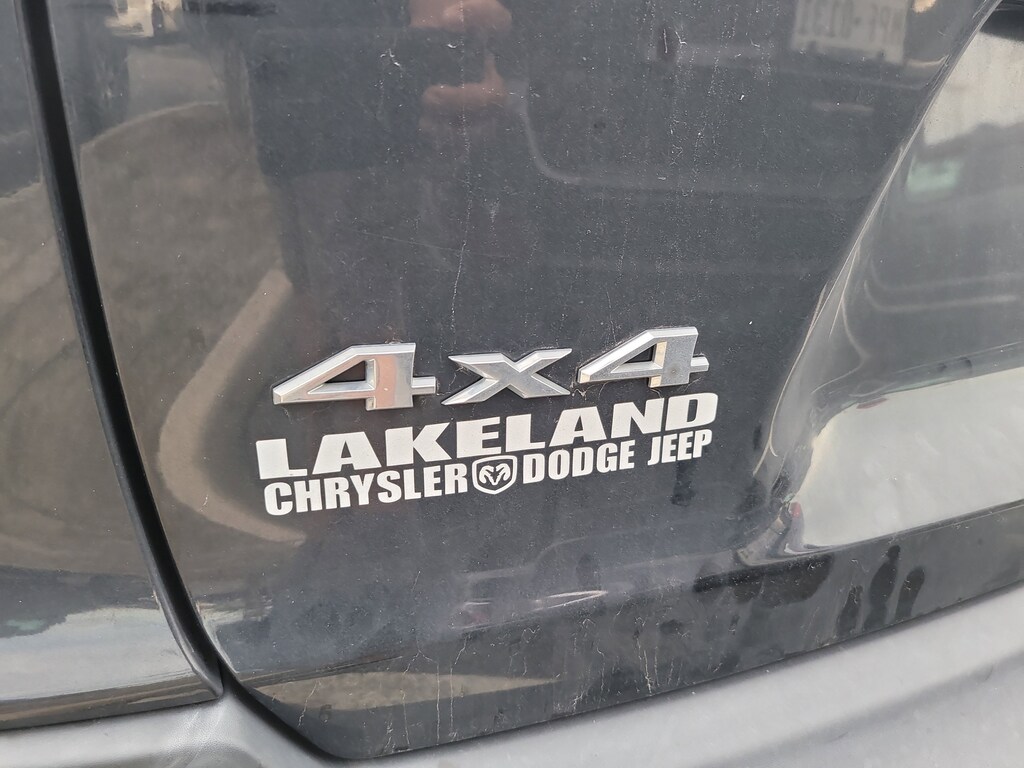 4x4
LAKELAND
CHRYSLER DODGE JEEP